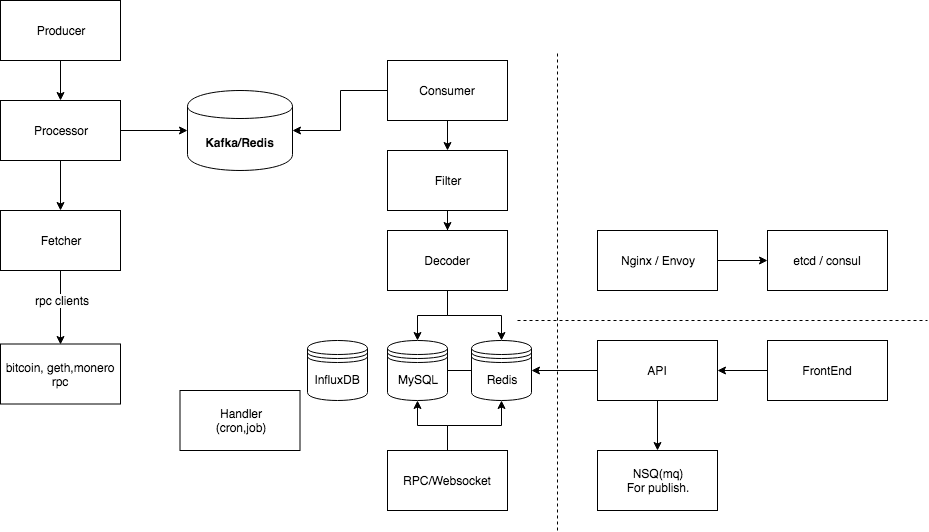 Producer
Consumer
Processor
Kafka/Redis
Filter
Fetcher
Decoder
Nginx / Envoy
etcd / consul
rpc clients
bitcoin, geth,monero
rpc
InfluxDB
MySQL
Redis
API
FrontEnd
Handler
(cron,job)
RPC/Websocket
NSQ(mq)
For publish.